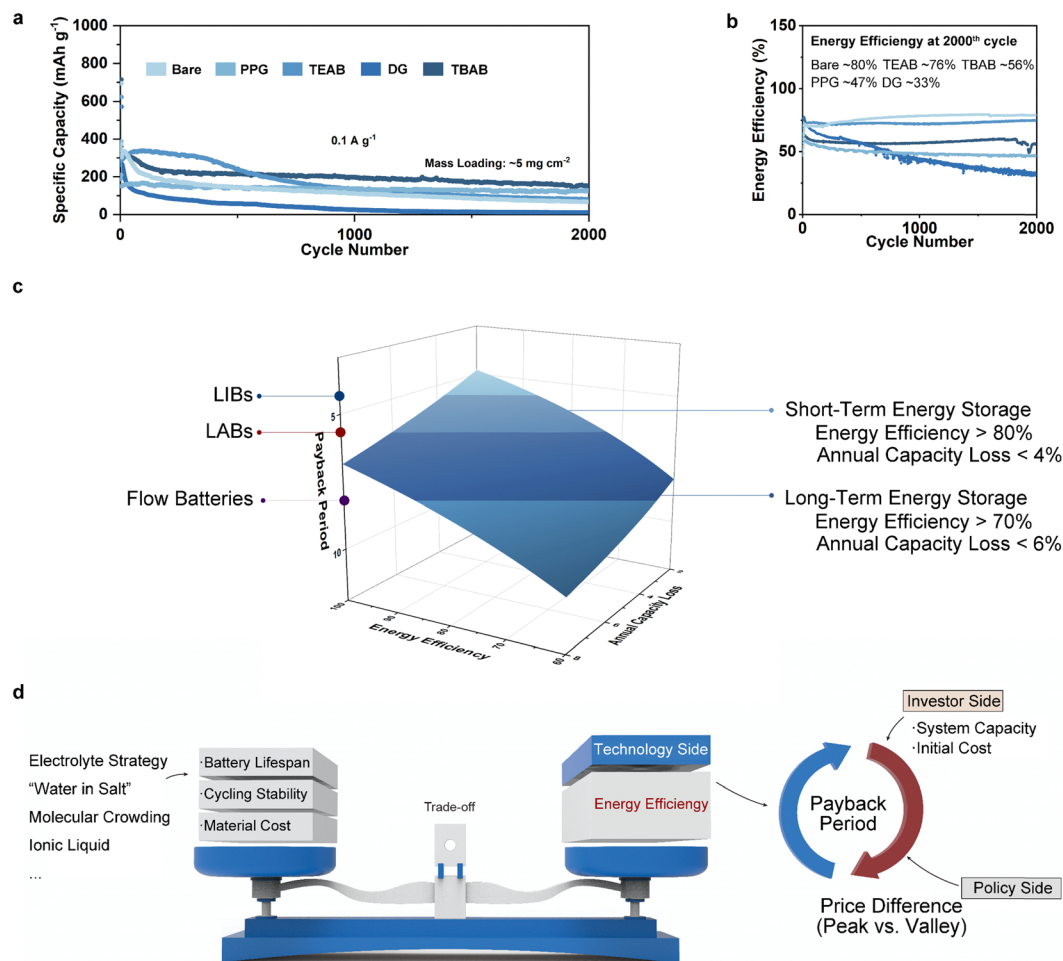 a
Specific Capacity (mAh g⁻¹)
1000
800
600
400
200
0
Bare
PPG
TEAB
DG
TBAB
0.1 A g⁻¹
Mass Loading: ~5 mg cm⁻²
0
1000
2000
Cycle Number
b
Energy Efficiency (%)
150
100
50
0
Energy Efficiengy at 2000ᵗʰ cycle
Bare ~80% TEAB ~76% TBAB ~56%
PPG ~47% DG ~33%
0
1000
2000
Cycle Number
c
LIBs
LABs
Flow Batteries
5
10
Payback Period
100
90
80
70
60
Energy Efficiency
8
6
4
2
Annual Capacity Loss
Short-Term Energy Storage
Energy Efficiency > 80%
Annual Capacity Loss < 4%
Long-Term Energy Storage
Energy Efficiency > 70%
Annual Capacity Loss < 6%
d
Electrolyte Strategy
“Water in Salt”
Molecular Crowding
Ionic Liquid
...
·Battery Lifespan
·Cycling Stability
·Material Cost
Trade-off
Technology Side
Energy Efficiengy
Investor Side
·System Capacity
·Initial Cost
Payback
Period
Policy Side
Price Difference
(Peak vs. Valley)